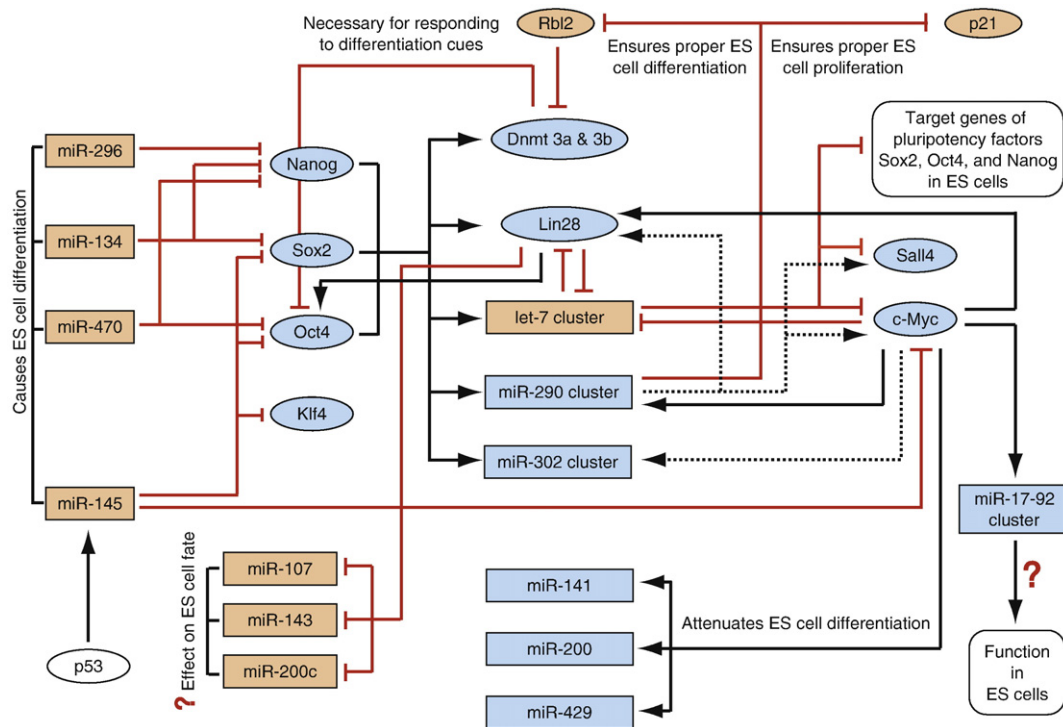 Necessary for responding
to differentiation cues
Rbl2
Ensures proper ES
cell differentiation
Ensures proper ES
cell proliferation
p21
Causes ES cell differentiation
miR-296
miR-134
miR-470
miR-145
p53
Nanog
Sox2
Oct4
Klf4
Dnmt 3a & 3b
Lin28
let-7 cluster
miR-290 cluster
miR-302 cluster
Target genes of
pluripotency factors
Sox2, Oct4, and Nanog
in ES cells
Sall4
c-Myc
miR-17-92
cluster
?
Function
in
ES cells
? Effect on ES cell fate
miR-107
miR-143
miR-200c
miR-141
miR-200
miR-429
Attenuates ES cell differentiation